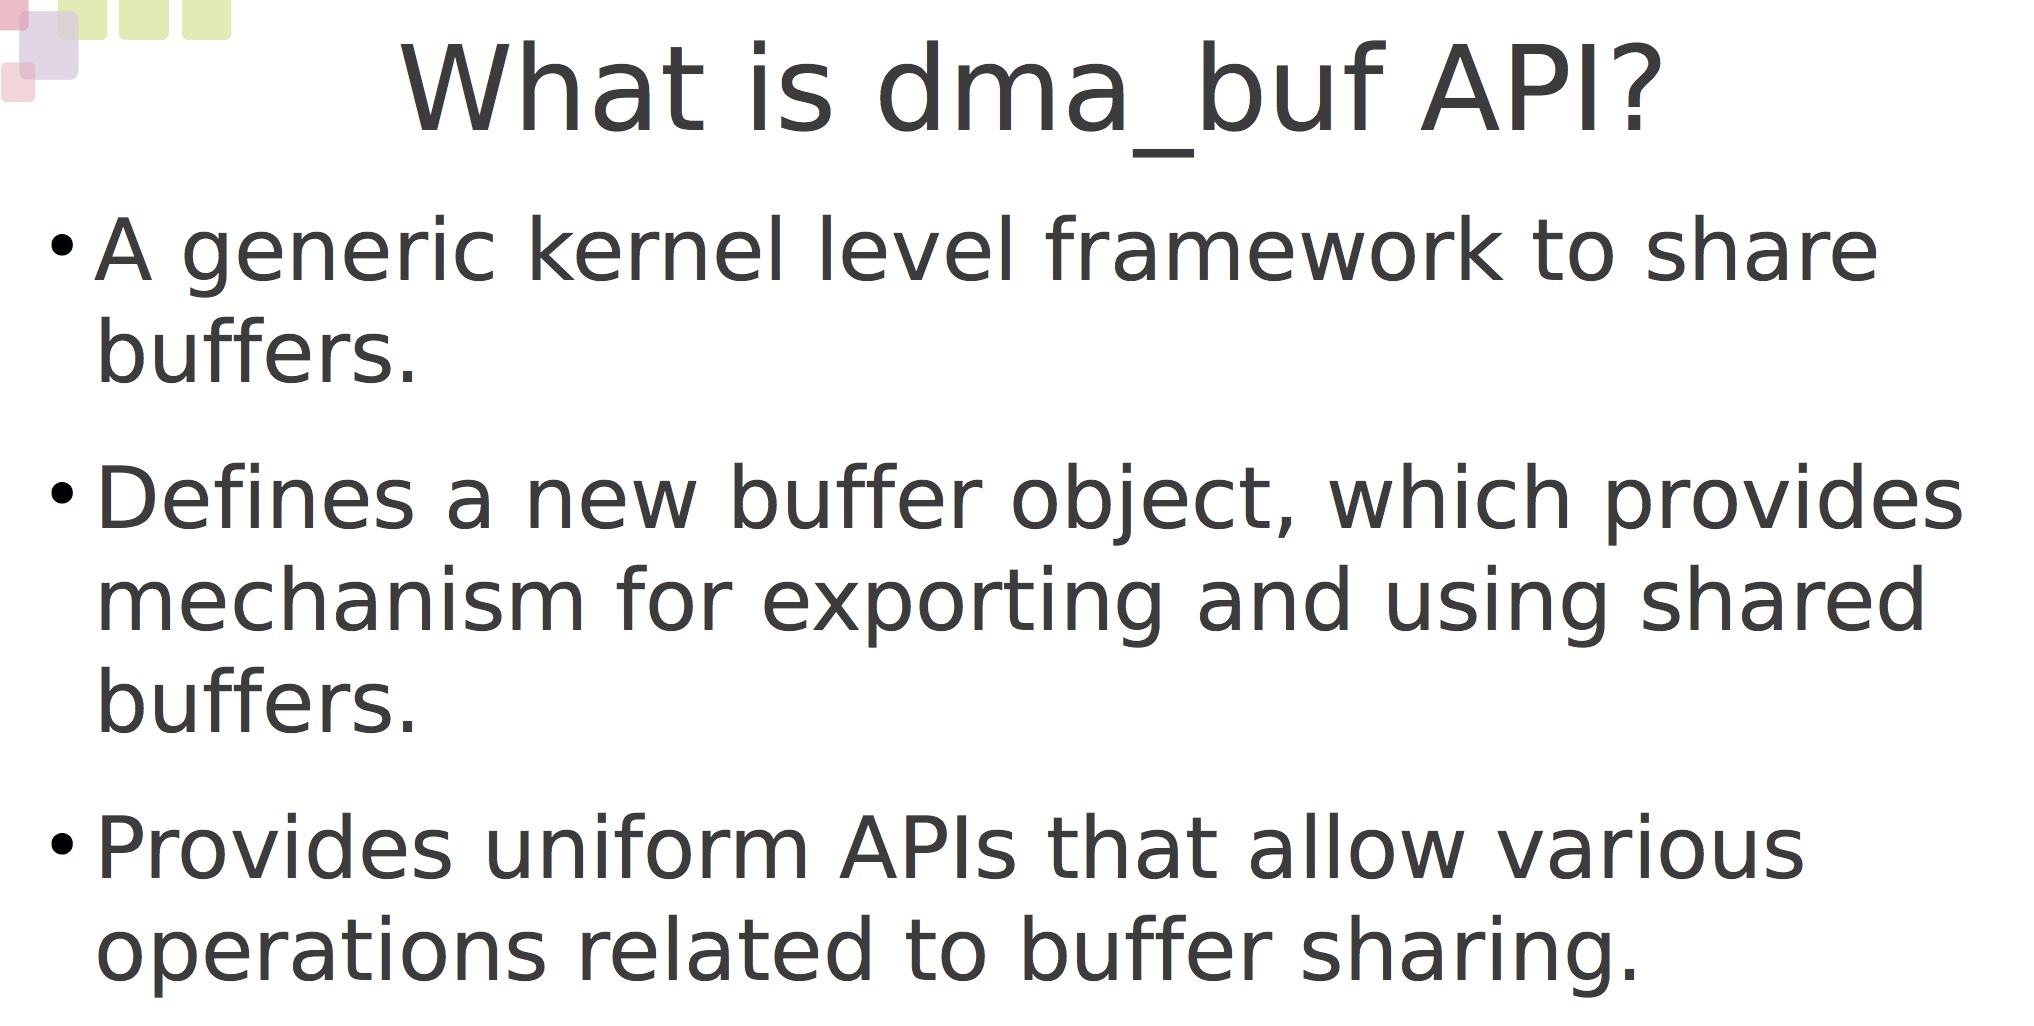 What is dma_buf API?
• A generic kernel level framework to share
buffers.
• Defines a new buffer object, which provides
mechanism for exporting and using shared
buffers.
• Provides uniform APIs that allow various
operations related to buffer sharing.